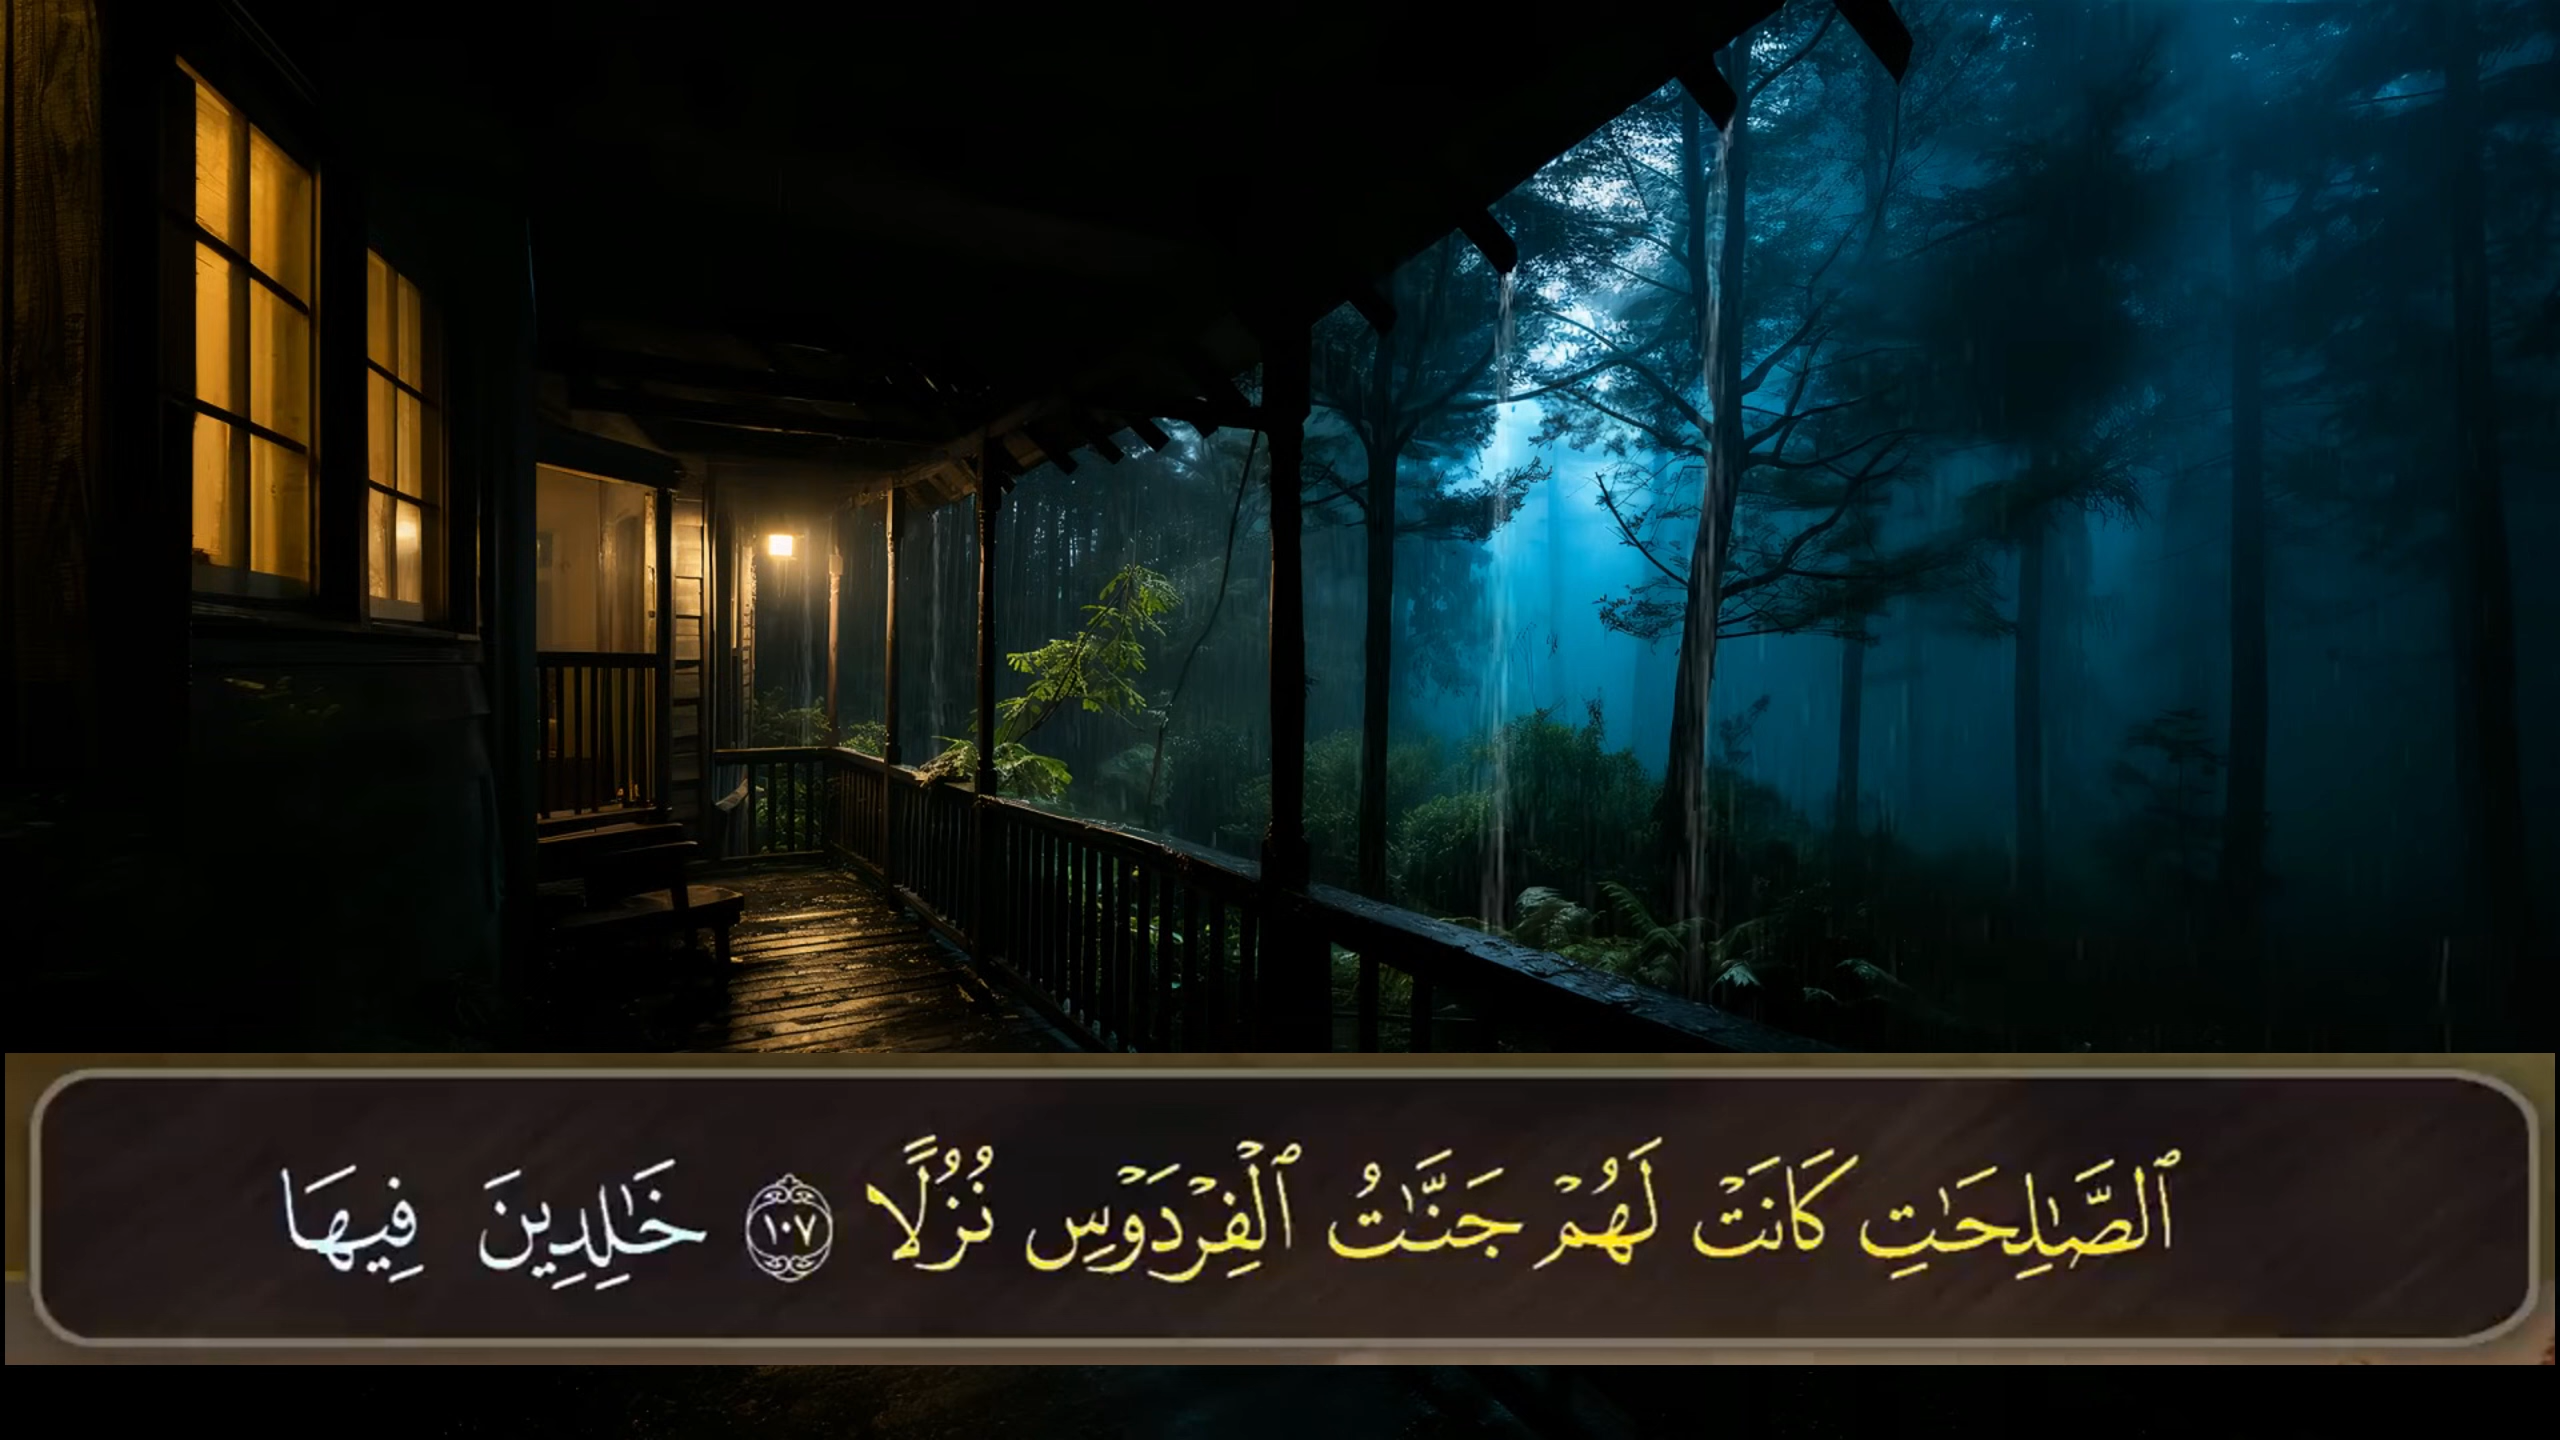 ٱلصَّـٰلِحَـٰتِ كَانَتْ لَهُمْ جَنَّـٰتُ ٱلْفِرْدَوْسِ نُزُلًا ١٠٧ خَـٰلِدِينَ فِيهَا